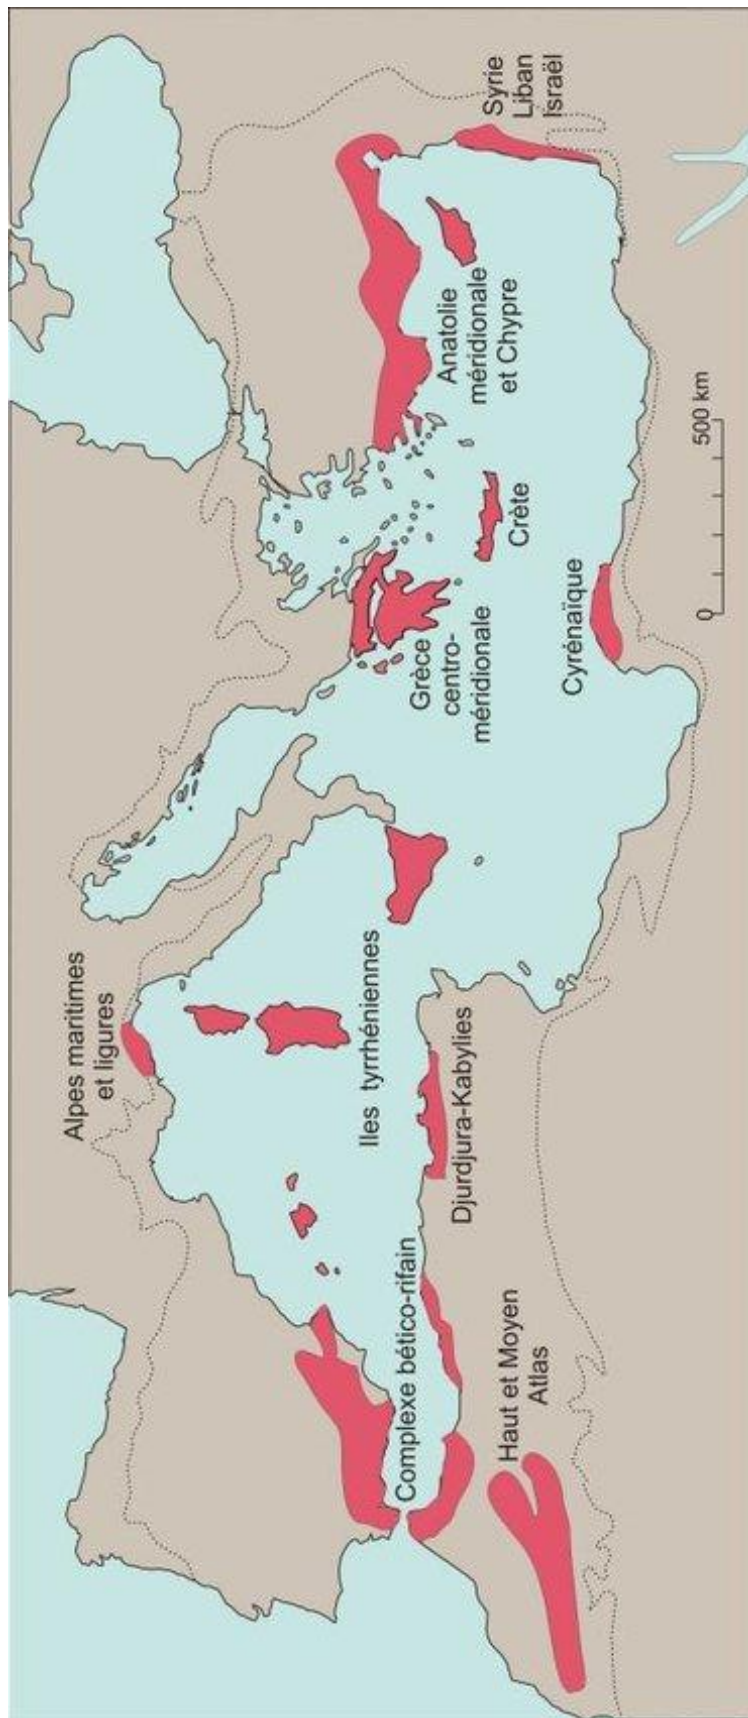 Alpes maritimes
et ligures
Iles tyrrhéniennes
Complexe bético-rifain
Djurdjura-Kabylies
Haut et Moyen
Atlas
Grèce
centro-
méridionale
Crète
Cyrénaïque
Anatolie
méridionale
et Chypre
Syrie
Liban
Israël
0
500 km